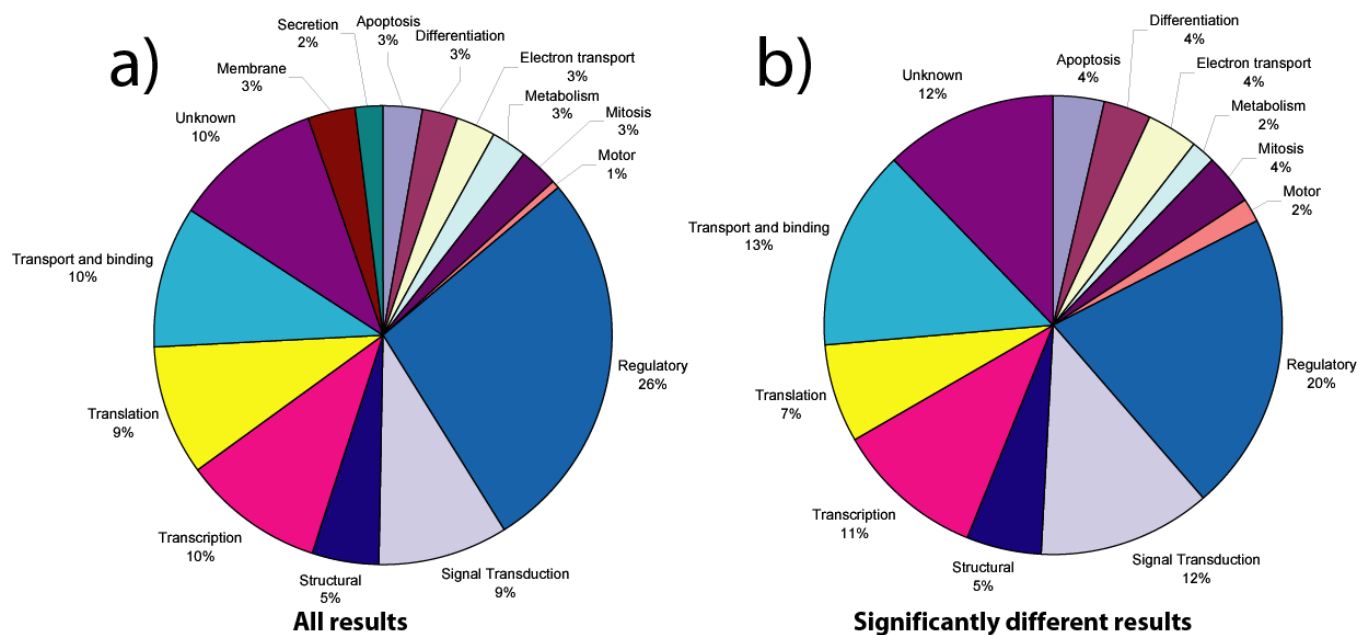 a)
Secretion
2%
Apoptosis
3%
Differentiation
3%
Electron transport
3%
Metabolism
3%
Mitosis
3%
Motor
1%
Regulatory
26%
Signal Transduction
9%
Structural
5%
Transcription
10%
Translation
9%
Transport and binding
10%
Unknown
10%
Membrane
3%
All results
b)
Apoptosis
4%
Differentiation
4%
Electron transport
4%
Metabolism
2%
Mitosis
4%
Motor
2%
Regulatory
20%
Signal Transduction
12%
Structural
5%
Transcription
11%
Translation
7%
Transport and binding
13%
Unknown
12%
Significantly different results